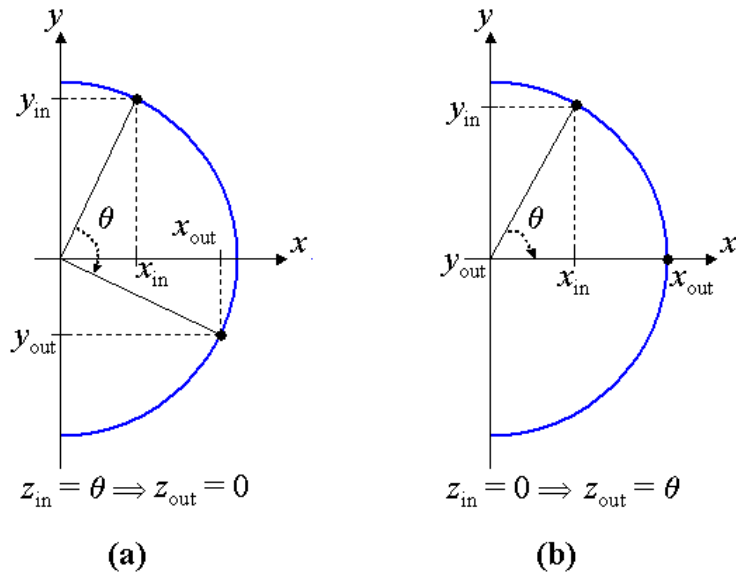 y
y_in
θ
x_out
x
x_in
y_out
z_in = θ ⇒ z_out = 0
(a)
y
y_in
θ
x
y_out
x_in
x_out
z_in = 0 ⇒ z_out = θ
(b)